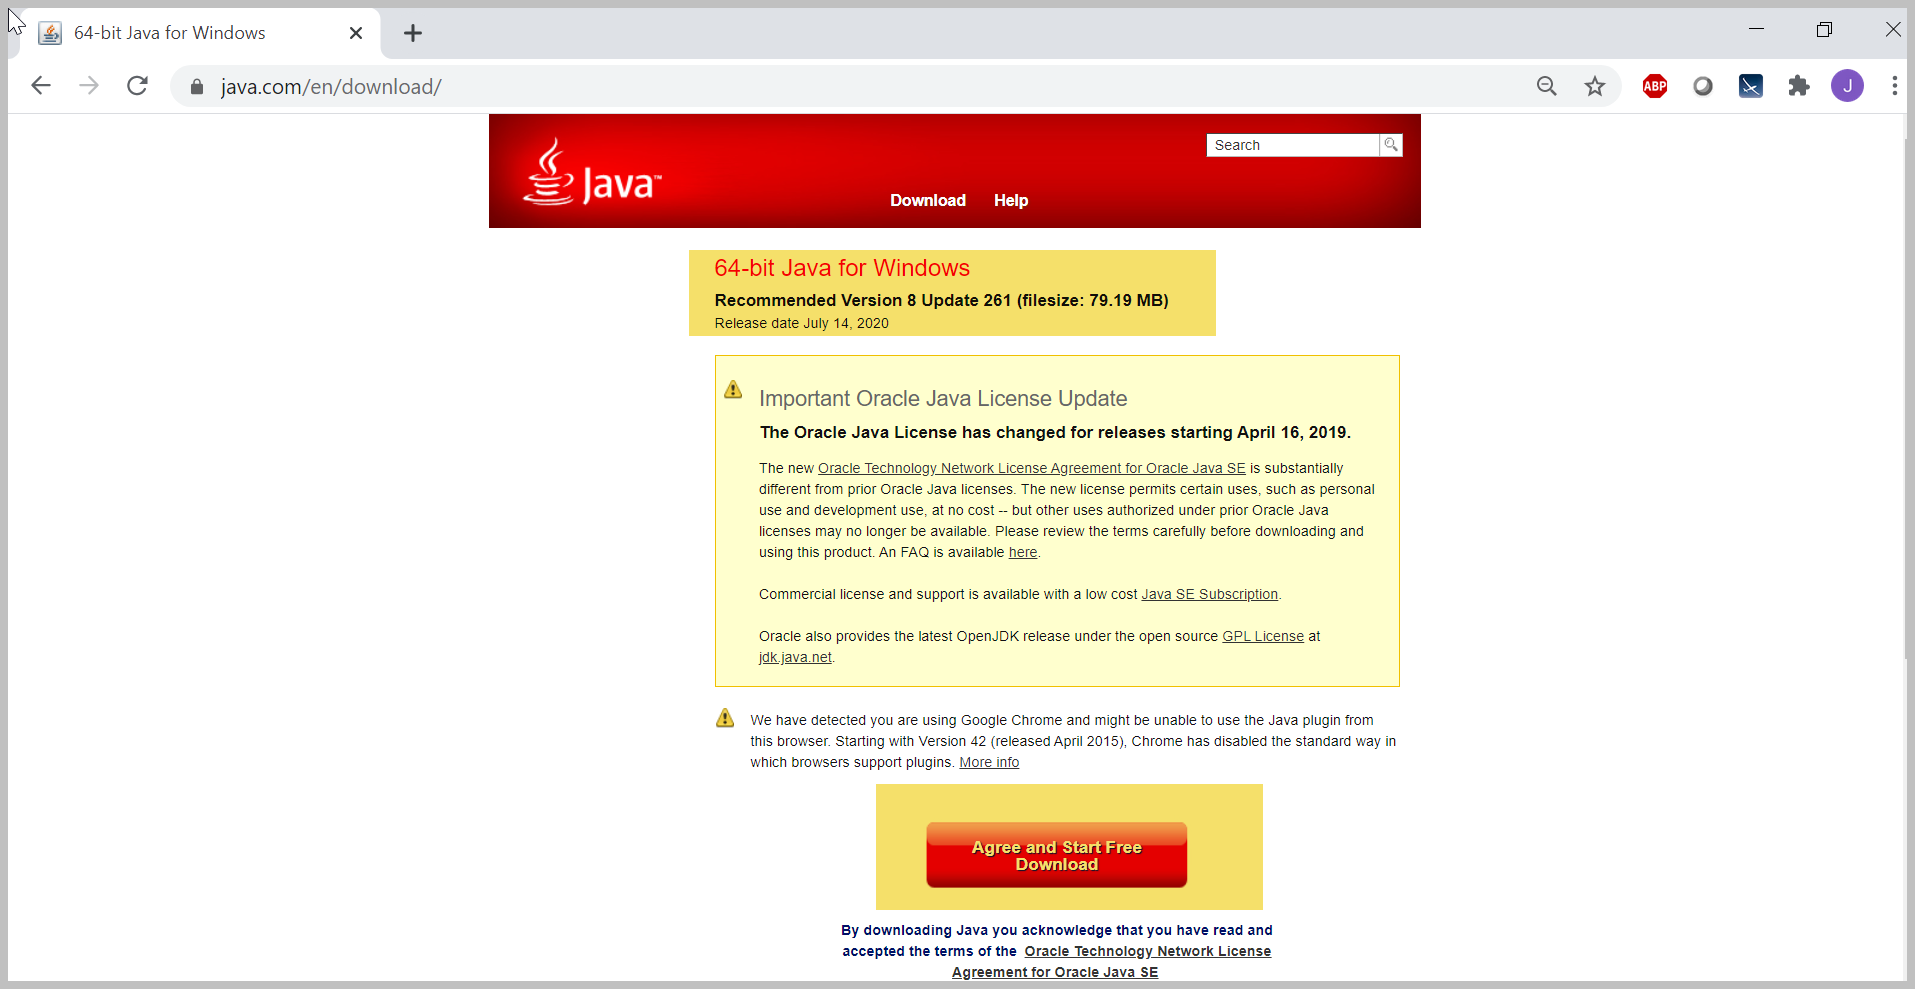 64-bit Java for Windows
java.com/en/download/
ABP
J
Search
Java™
Download Help
64-bit Java for Windows
Recommended Version 8 Update 261 (filesize: 79.19 MB)
Release date July 14, 2020
Important Oracle Java License Update
The Oracle Java License has changed for releases starting April 16, 2019.
The new Oracle Technology Network License Agreement for Oracle Java SE is substantially
different from prior Oracle Java licenses. The new license permits certain uses, such as personal
use and development use, at no cost -- but other uses authorized under prior Oracle Java
licenses may no longer be available. Please review the terms carefully before downloading and
using this product. An FAQ is available here.
Commercial license and support is available with a low cost Java SE Subscription.
Oracle also provides the latest OpenJDK release under the open source GPL License at
jdk.java.net.
We have detected you are using Google Chrome and might be unable to use the Java plugin from
this browser. Starting with Version 42 (released April 2015), Chrome has disabled the standard way in
which browsers support plugins. More info
Agree and Start Free
Download
By downloading Java you acknowledge that you have read and
accepted the terms of the Oracle Technology Network License
Agreement for Oracle Java SE